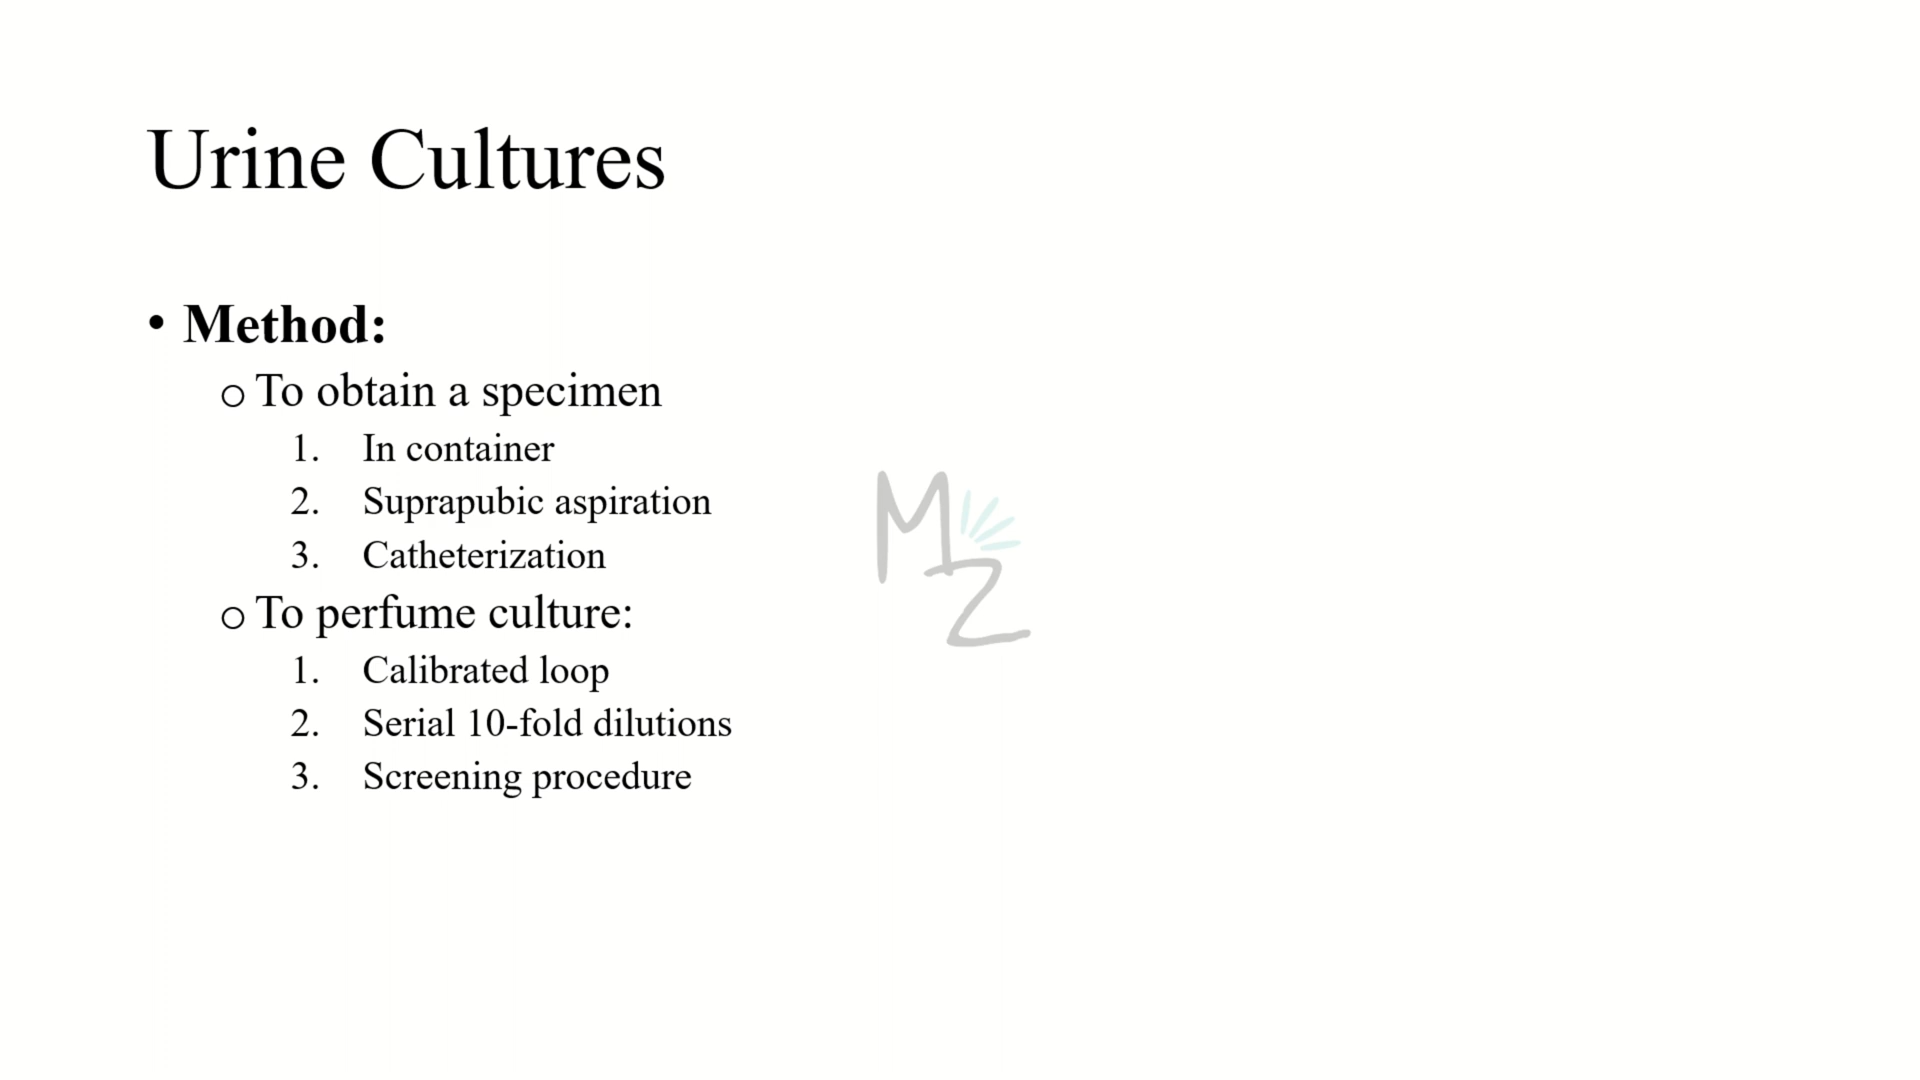 Urine Cultures
• Method:
o To obtain a specimen
1. In container
2. Suprapubic aspiration
3. Catheterization
o To perfume culture:
1. Calibrated loop
2. Serial 10-fold dilutions
3. Screening procedure
MZ